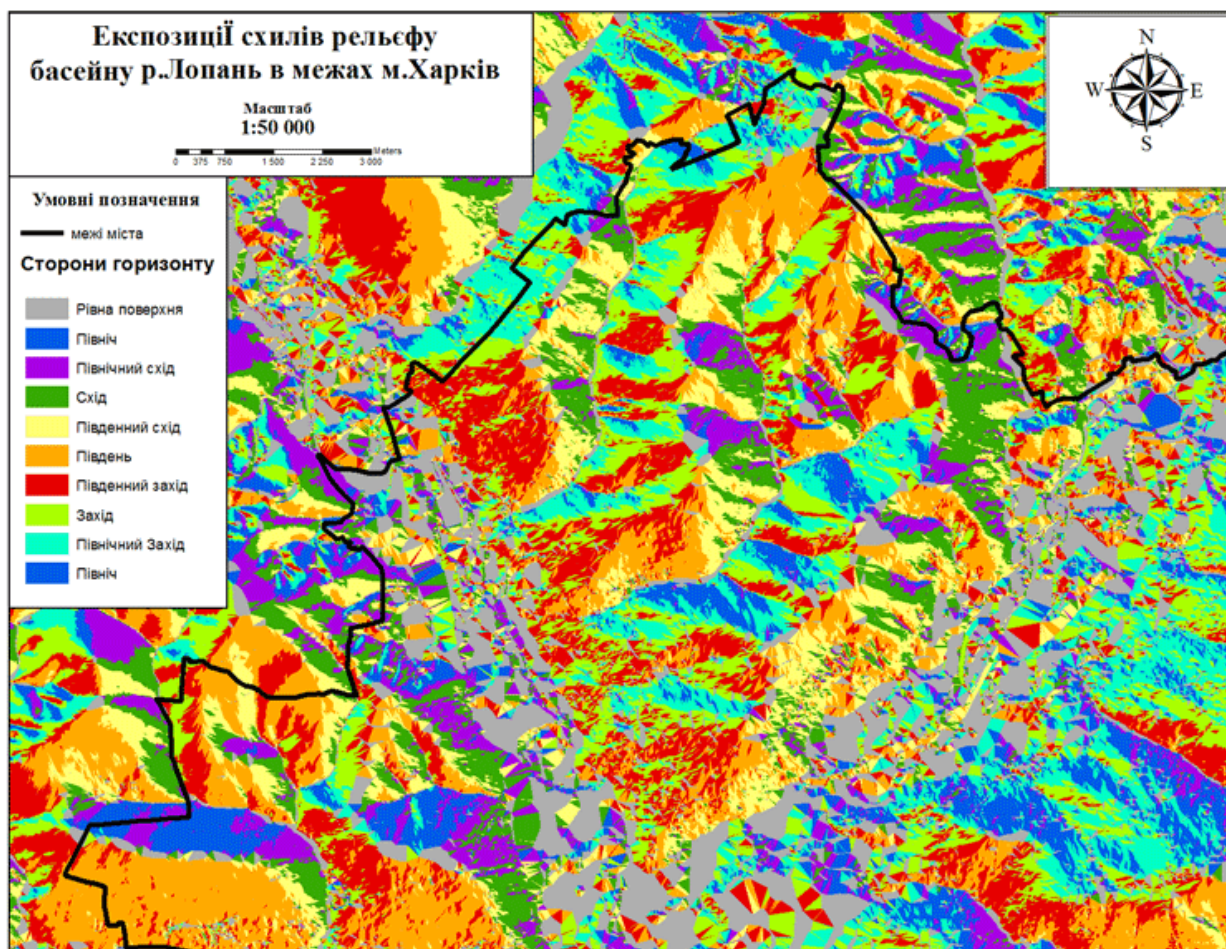 Експозиції схилів рельєфу
басейну р.Лопань в межах м.Харків
Масштаб
1:50 000
Meters
0 375 750 1 500 2 250 3 000
N
W E
S
Умовні позначення
межі міста
Сторони горизонту
Рівна поверхня
Північ
Північний схід
Схід
Південний схід
Південь
Південний захід
Захід
Північний Захід
Північ